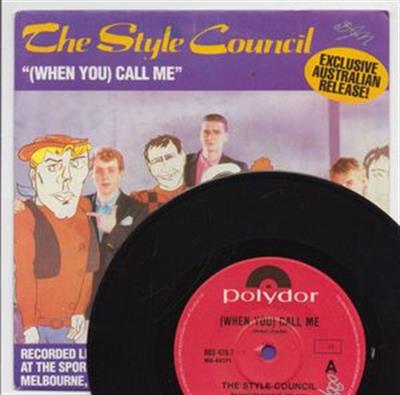 The Style Council
"(WHEN YOU) CALL ME"
EXCLUSIVE
AUSTRALIAN
RELEASE!
RECORDED LI
AT THE SPOR
MELBOURNE,
polydor
(WHEN YOU) CALL ME
A
THE STYLE COUNCIL